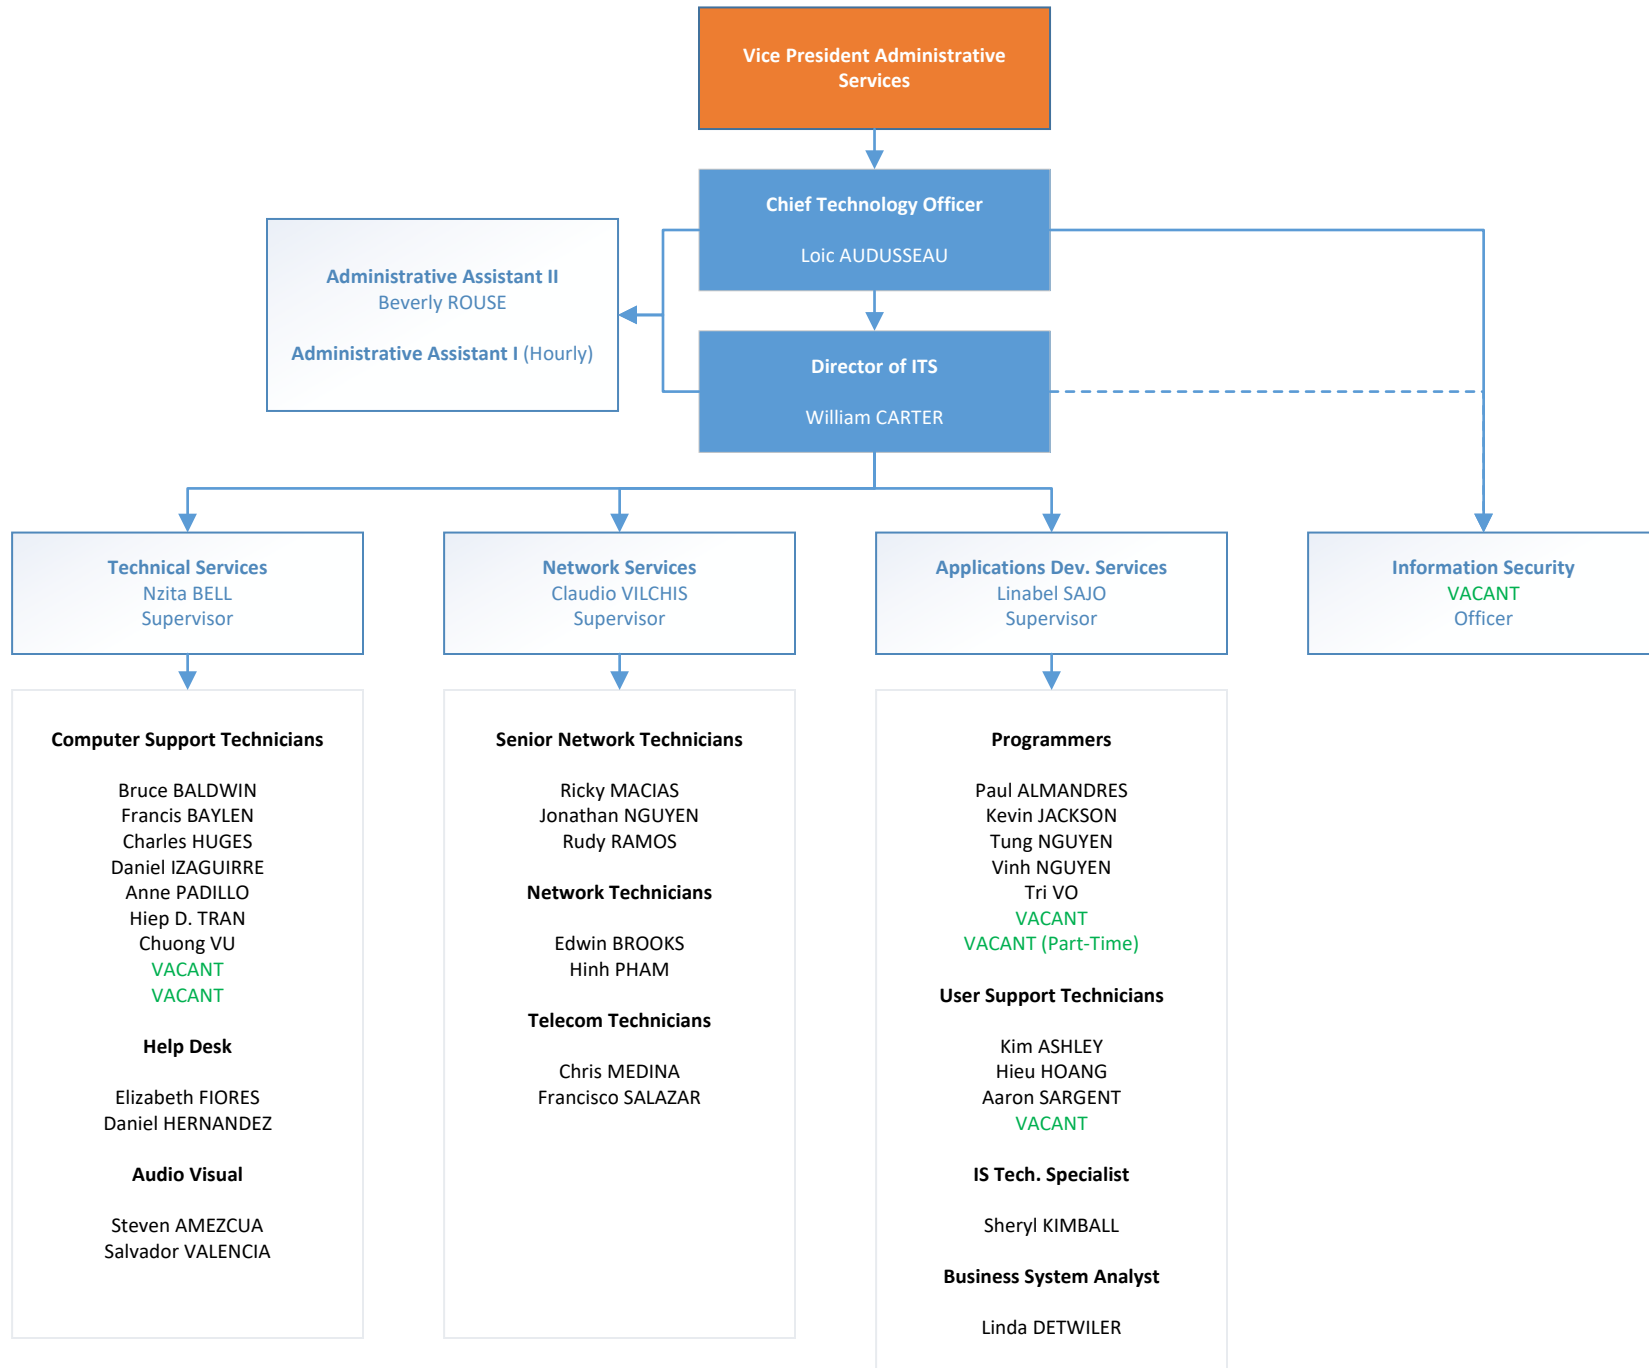 Vice President Administrative
Services
Chief Technology Officer
Loic AUDUSSEAU
Administrative Assistant II
Beverly ROUSE
Administrative Assistant I (Hourly)
Director of ITS
William CARTER
Technical Services
Nzita BELL
Supervisor
Network Services
Claudio VILCHIS
Supervisor
Applications Dev. Services
Linabel SAJO
Supervisor
Information Security
VACANT
Officer
Computer Support Technicians
Bruce BALDWIN
Francis BAYLEN
Charles HUGES
Daniel IZAGUIRRE
Anne PADILLO
Hiep D. TRAN
Chuong VU
VACANT
VACANT
Help Desk
Elizabeth FIORES
Daniel HERNANDEZ
Audio Visual
Steven AMEZCUA
Salvador VALENCIA
Senior Network Technicians
Ricky MACIAS
Jonathan NGUYEN
Rudy RAMOS
Network Technicians
Edwin BROOKS
Hinh PHAM
Telecom Technicians
Chris MEDINA
Francisco SALAZAR
Programmers
Paul ALMANDRES
Kevin JACKSON
Tung NGUYEN
Vinh NGUYEN
Tri VO
VACANT
VACANT (Part-Time)
User Support Technicians
Kim ASHLEY
Hieu HOANG
Aaron SARGENT
VACANT
IS Tech. Specialist
Sheryl KIMBALL
Business System Analyst
Linda DETWILER